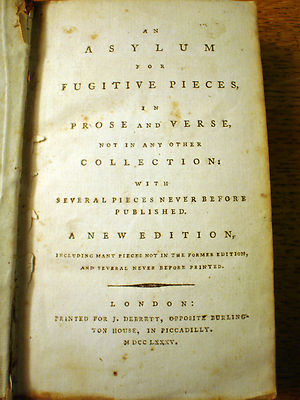 AN
ASYLUM
FOR
FUGITIVE PIECES,
IN
PROSE AND VERSE,
NOT IN ANY OTHER
COLLECTION:
WITH
SEVERAL PIECES NEVER BEFORE
PUBLISHED.
A NEW EDITION,
INCLUDING MANY PIECES NOT IN THE FORMER EDITION,
AND SEVERAL NEVER BEFORE PRINTED.
LONDON:
PRINTED FOR J. DEBRETT, OPPOSITE BURLING-
TON HOUSE, IN PICCADILLY.
M DCC LXXXV.